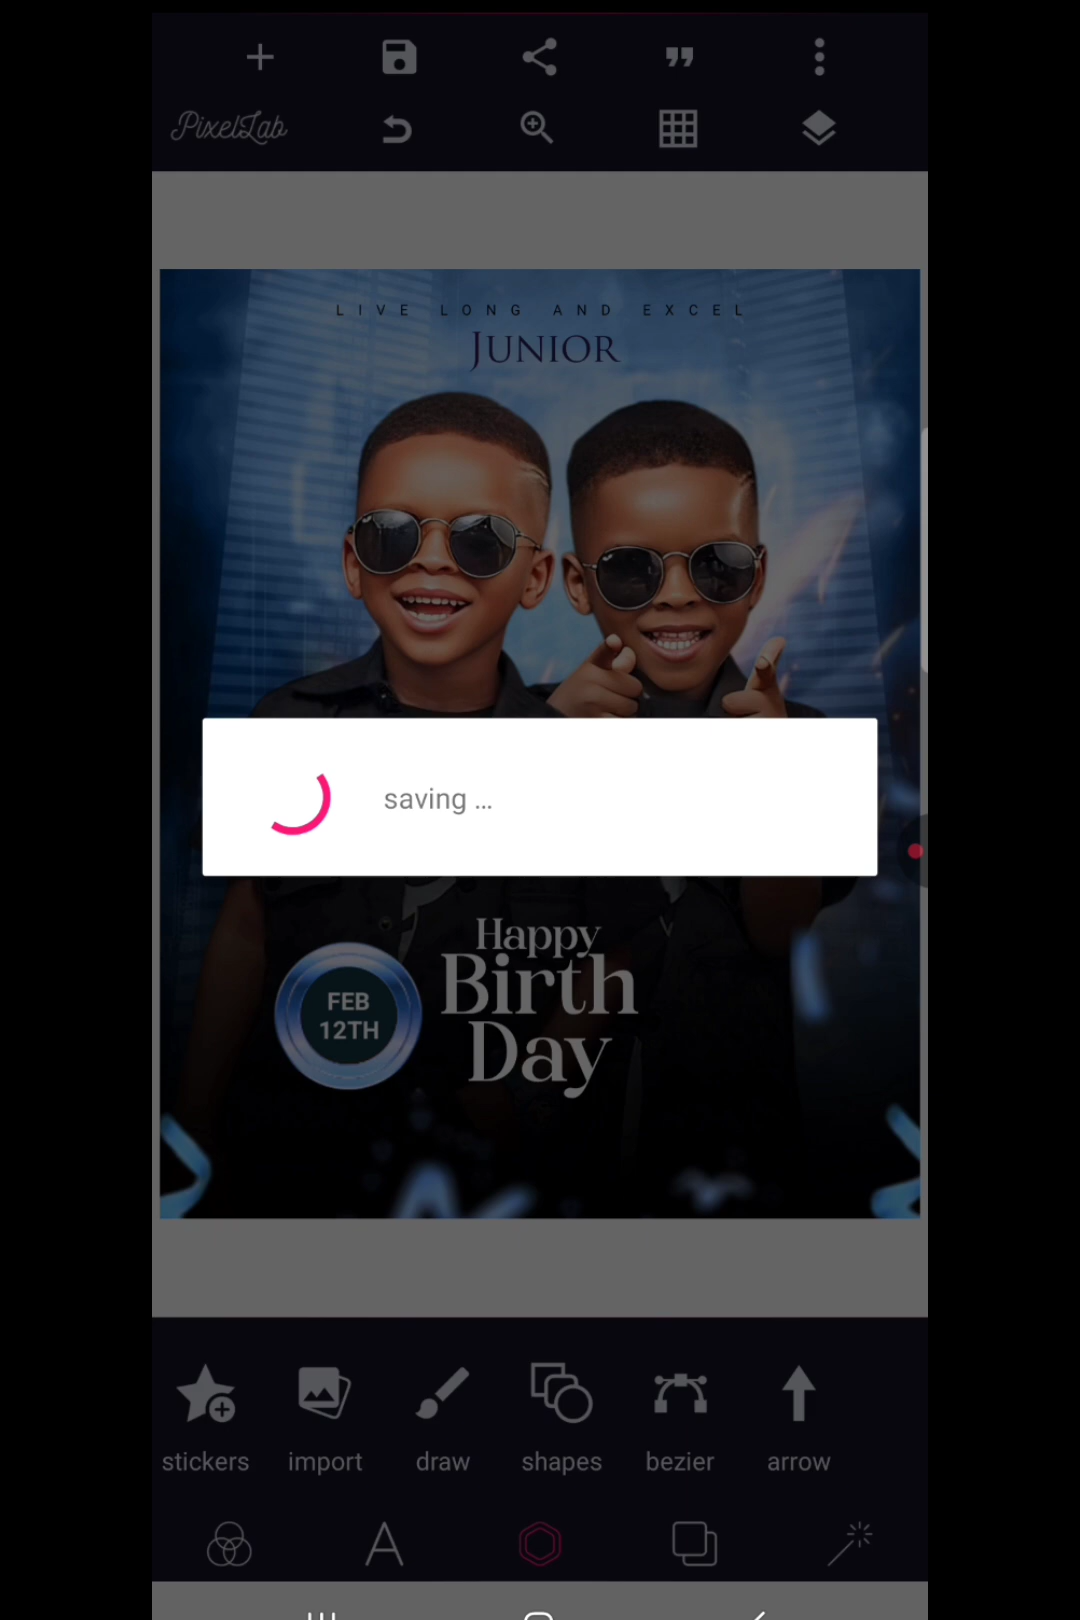 PixelLab
LIVE LONG AND EXCEL
JUNIOR
saving ...
Happy
Birth
Day
FEB
12TH
stickers import draw shapes bezier arrow